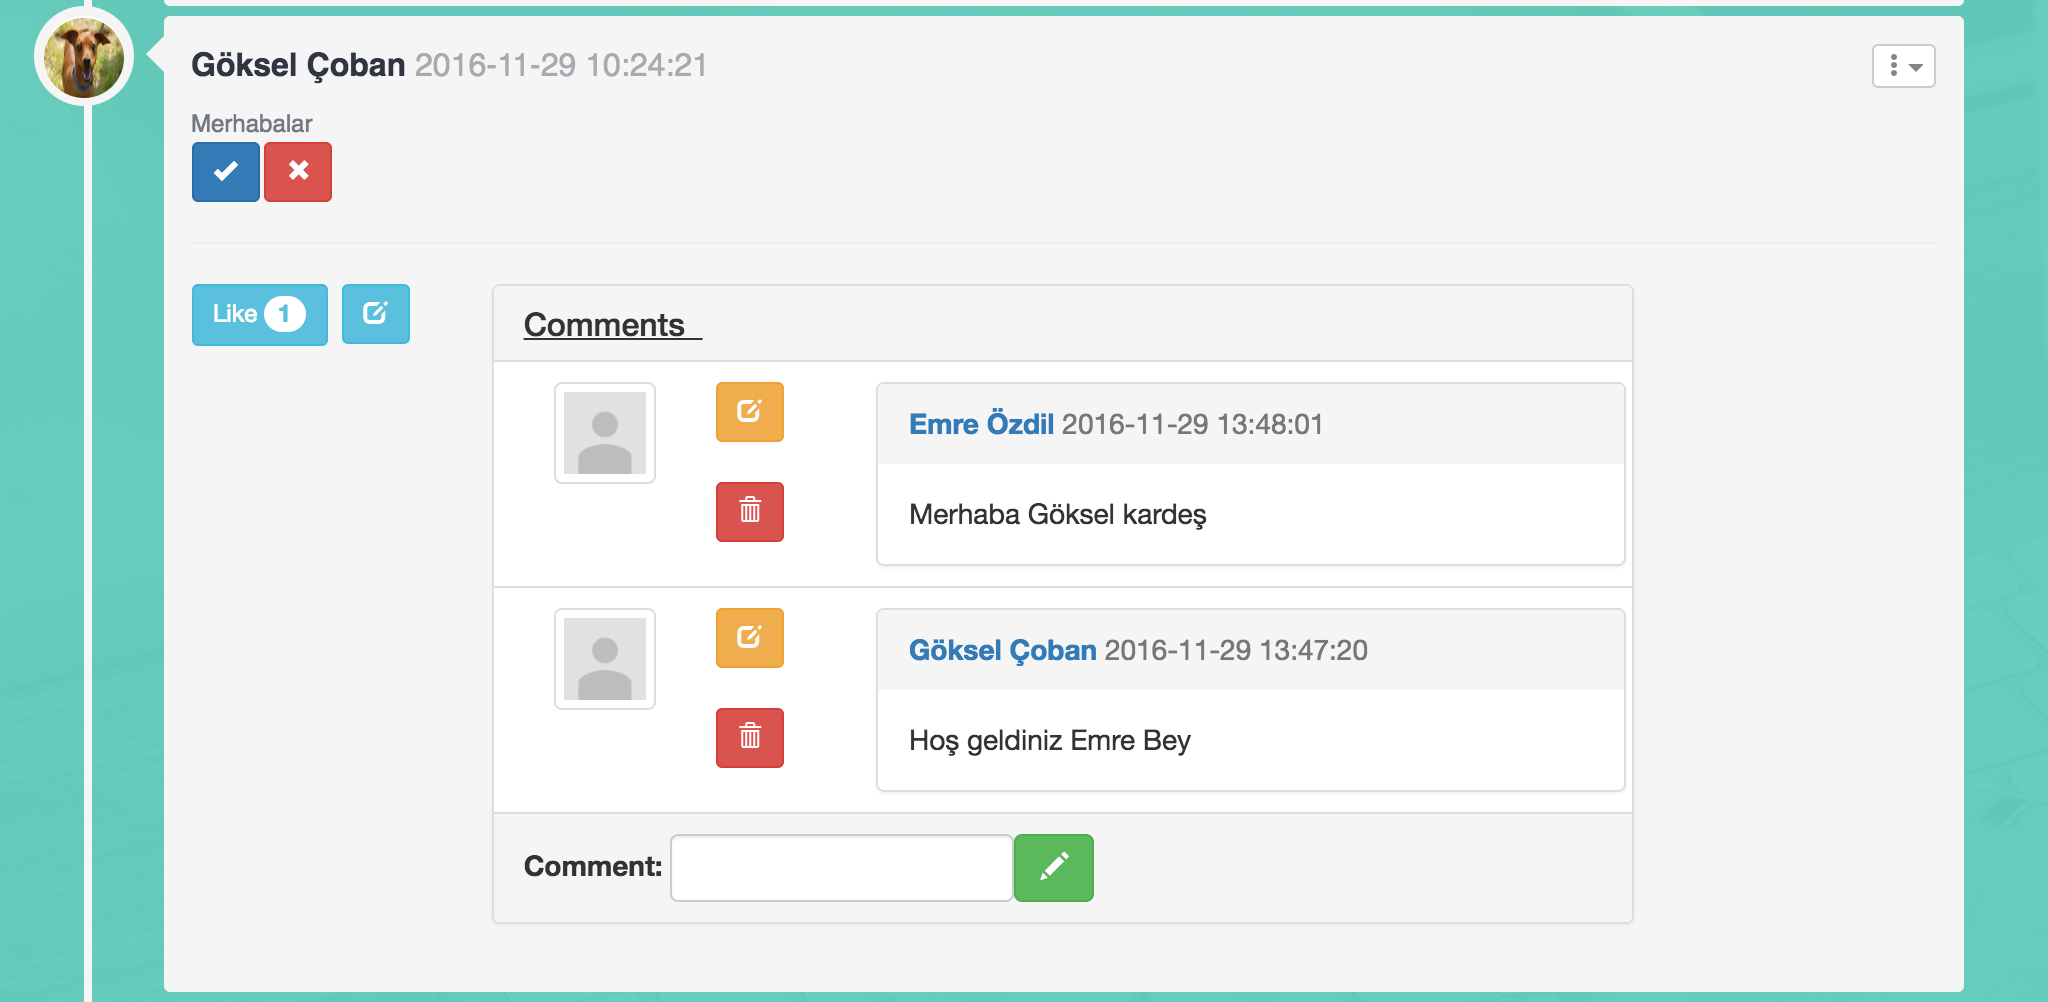 Göksel Çoban 2016-11-29 10:24:21
Merhabalar
Like 1
Comments
Emre Özdil 2016-11-29 13:48:01
Merhaba Göksel kardeş
Göksel Çoban 2016-11-29 13:47:20
Hoş geldiniz Emre Bey
Comment: